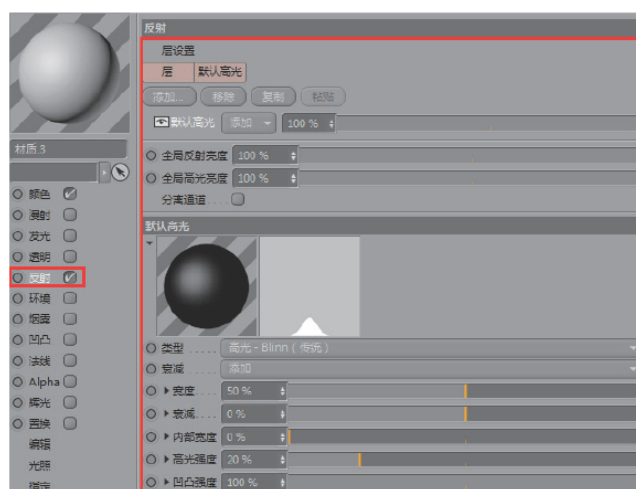 反射
层设置
层 默认高光
添加... 移除 复制 粘贴
默认高光 添加 100 %
全局反射亮度 100 %
全局高光亮度 100 %
分离通道 . . . .
默认高光
类型 . . . . . 高光 - Blinn ( 传统 )
衰减 . . . . . 添加
宽度 . . . . 50 %
衰减 . . . . 0 %
内部宽度 0 %
高光强度 20 %
凹凸强度 100 %
材质.3
颜色
漫射
发光
透明
反射
环境
烟雾
凹凸
法线
Alpha
辉光
置换
编辑
光照
指定